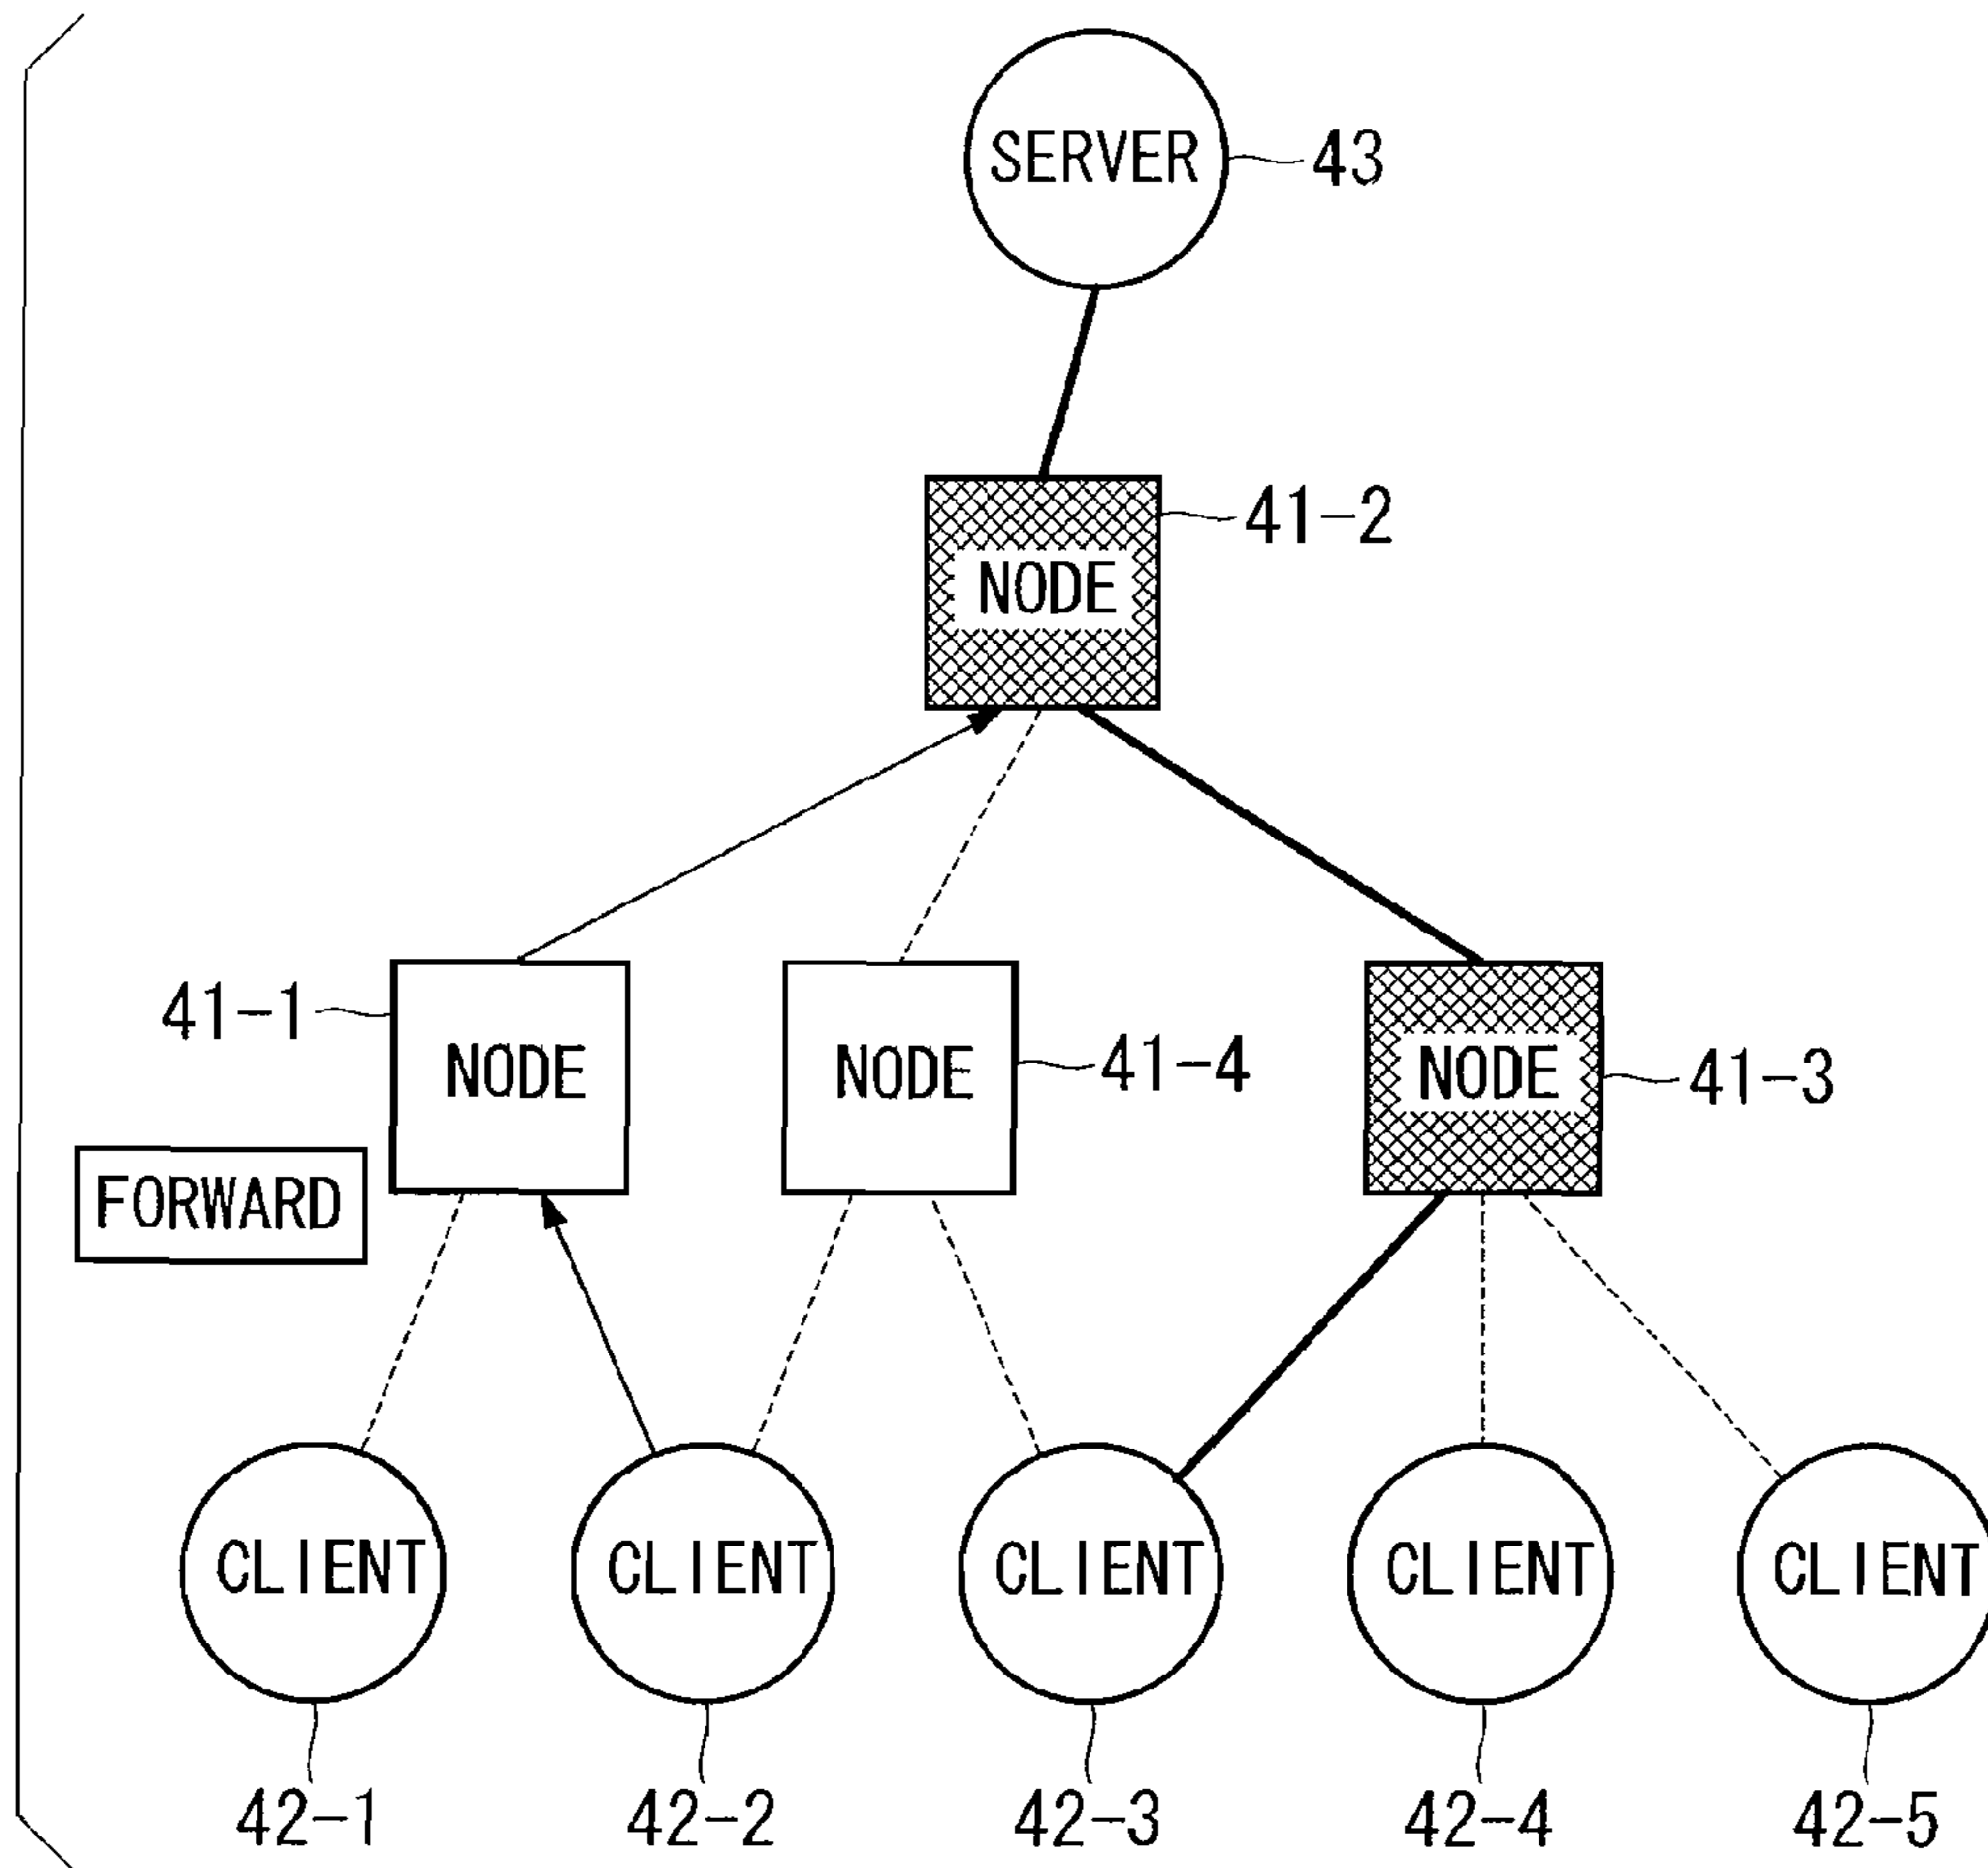 SERVER
43
41-2
NODE
41-1
NODE
NODE
41-4
NODE
41-3
FORWARD
CLIENT
CLIENT
CLIENT
CLIENT
CLIENT
42-1
42-2
42-3
42-4
42-5